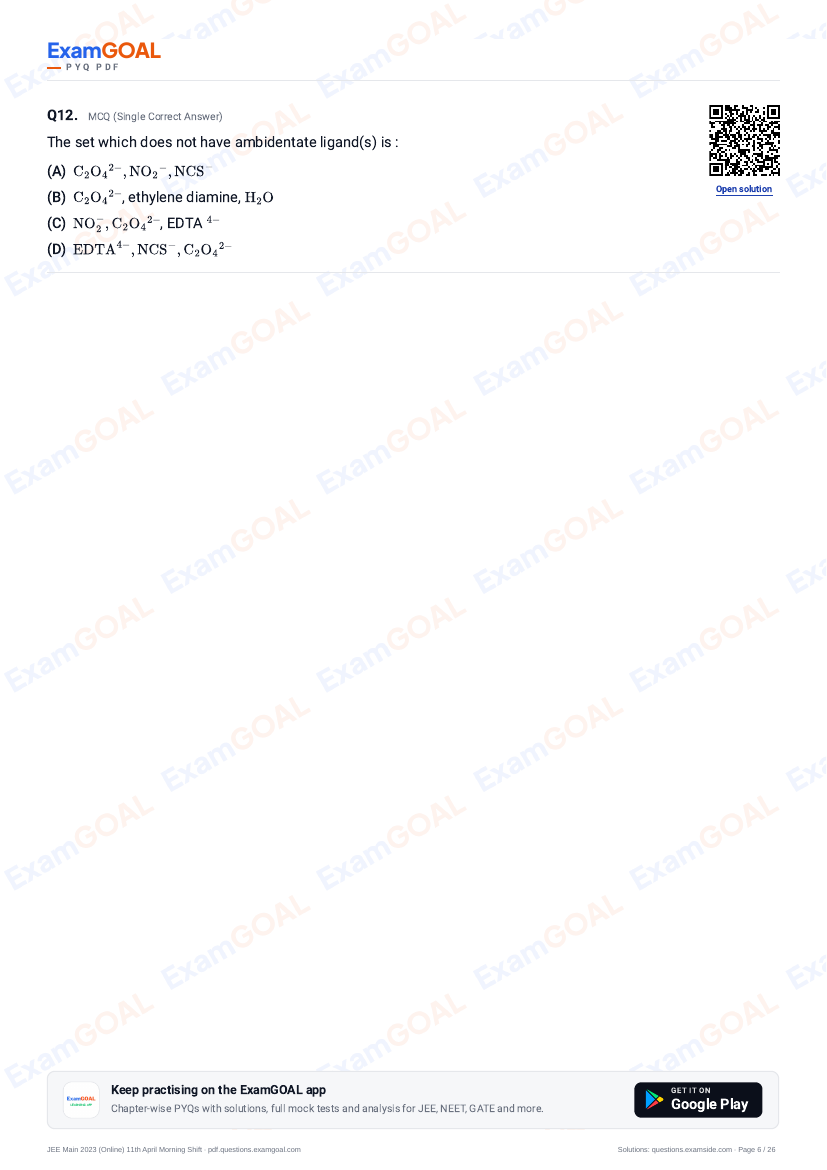 ExamGOAL
PYQ PDF
Q12. MCQ (Single Correct Answer)
The set which does not have ambidentate ligand(s) is :
Open solution
(A) C₂O₄²⁻, NO₂⁻, NCS⁻
(B) C₂O₄²⁻, ethylene diamine, H₂O
(C) NO₂⁻, C₂O₄²⁻, EDTA ⁴⁻
(D) EDTA⁴⁻, NCS⁻, C₂O₄²⁻
ExamGOAL
Keep practising on the ExamGOAL app
Chapter-wise PYQs with solutions, full mock tests and analysis for JEE, NEET, GATE and more.
GET IT ON
Google Play
JEE Main 2023 (Online) 11th April Morning Shift · pdf.questions.examgoal.com
Solutions: questions.examside.com · Page 6 / 26